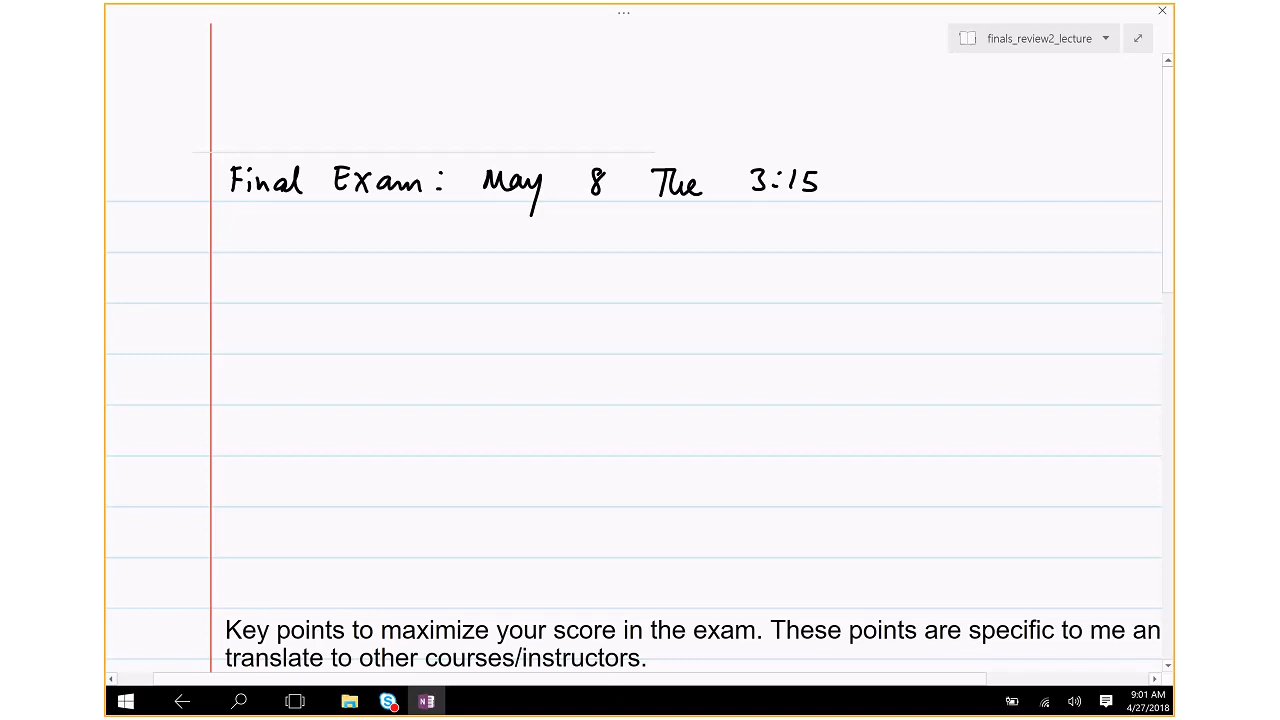 ...
finals_review2_lecture
Final Exam: May 8 The 3:15
Key points to maximize your score in the exam. These points are specific to me an
translate to other courses/instructors.
N
9:01 AM
4/27/2018